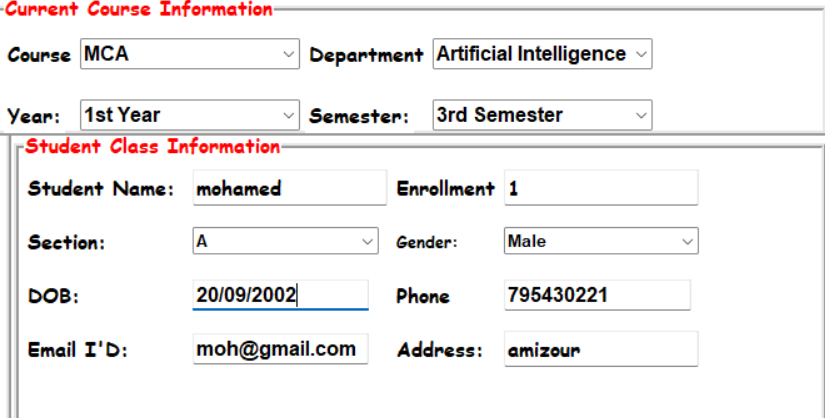 Current Course Information
Course MCA Department Artificial Intelligence
Year: 1st Year Semester: 3rd Semester
Student Class Information
Student Name: mohamed Enrollment 1
Section: A Gender: Male
DOB: 20/09/2002 Phone 795430221
Email I'D: moh@gmail.com Address: amizour